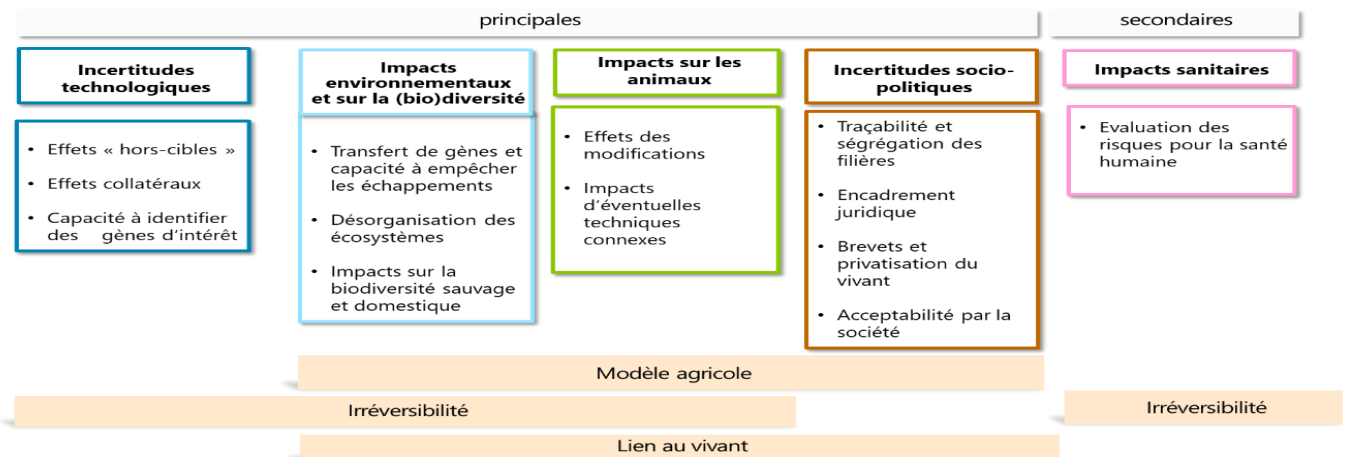 principales
secondaires
Incertitudes
technologiques
• Effets « hors-cibles »
• Effets collatéraux
• Capacité à identifier
des gènes d’intérêt
Impacts
environnementaux
et sur la (bio)diversité
• Transfert de gènes et
capacité à empêcher
les échappements
• Désorganisation des
écosystèmes
• Impacts sur la
biodiversité sauvage
et domestique
Impacts sur les
animaux
• Effets des
modifications
• Impacts
d’éventuelles
techniques
connexes
Incertitudes socio-
politiques
• Traçabilité et
ségrégation des
filières
• Encadrement
juridique
• Brevets et
privatisation du
vivant
• Acceptabilité par la
société
Impacts sanitaires
• Evaluation des
risques pour la santé
humaine
Modèle agricole
Irréversibilité
Irréversibilité
Lien au vivant